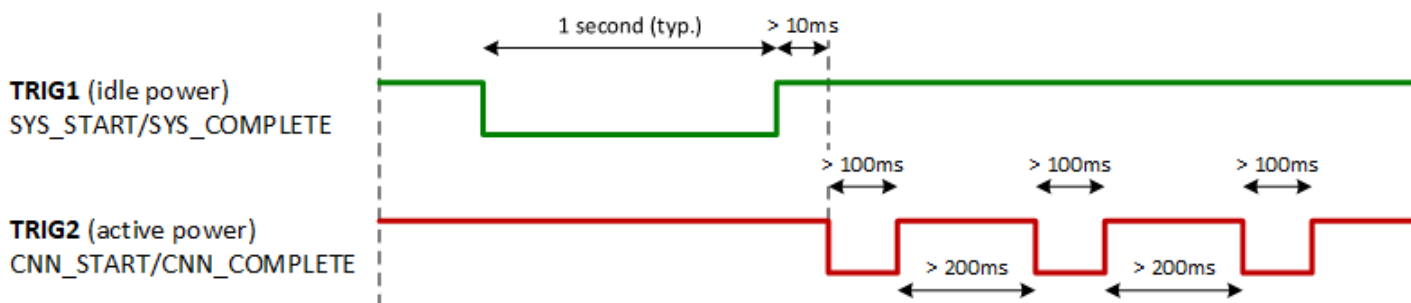 1 second (typ.)
> 10ms
TRIG1 (idle power)
SYS_START/SYS_COMPLETE
> 100ms
> 100ms
> 100ms
TRIG2 (active power)
CNN_START/CNN_COMPLETE
> 200ms
> 200ms